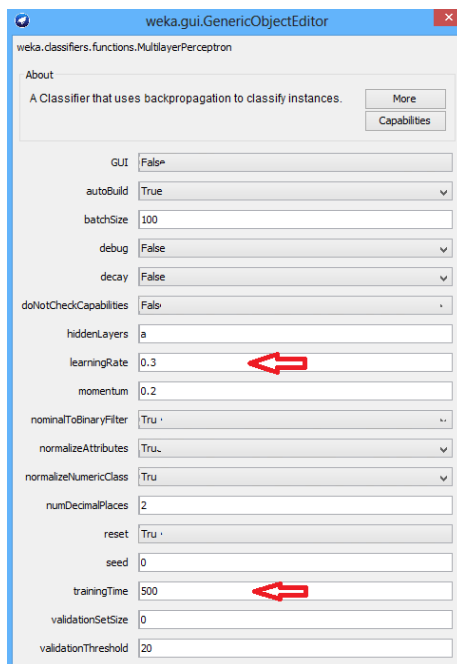 weka.gui.GenericObjectEditor
weka.classifiers.functions.MultilayerPerceptron
About
A Classifier that uses backpropagation to classify instances.
More
Capabilities
GUI False
autoBuild True
batchSize 100
debug False
decay False
doNotCheckCapabilities Fals
hiddenLayers a
learningRate 0.3
momentum 0.2
nominalToBinaryFilter Tru
normalizeAttributes Tru
normalizeNumericClass Tru
numDecimalPlaces 2
reset Tru
seed 0
trainingTime 500
validationSetSize 0
validationThreshold 20